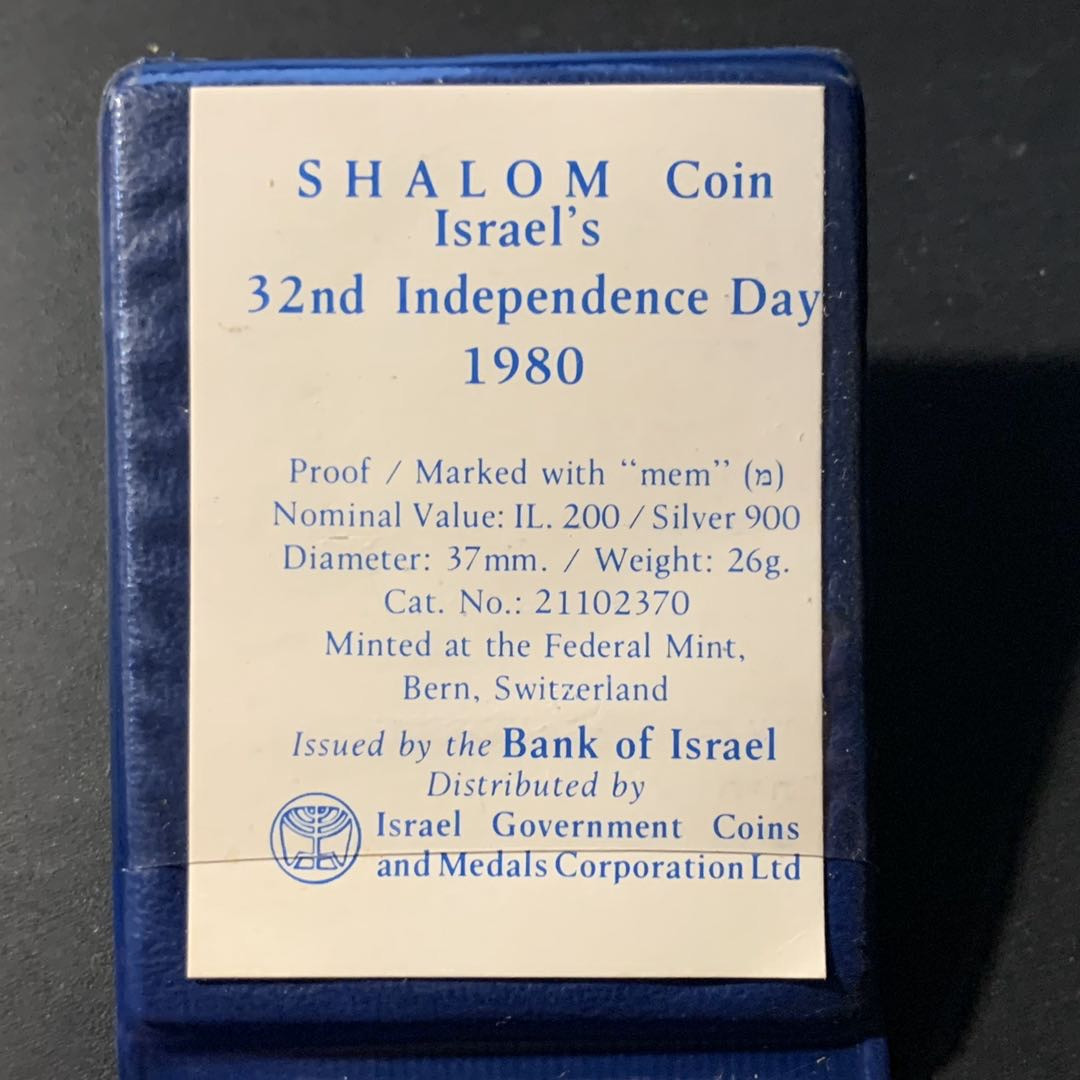 SHALOM Coin
Israel's
32nd Independence Day
1980
Proof / Marked with “mem” (מ)
Nominal Value: IL. 200 / Silver 900
Diameter: 37mm. / Weight: 26g.
Cat. No.: 21102370
Minted at the Federal Mint,
Bern, Switzerland
Issued by the Bank of Israel
Distributed by
Israel Government Coins
and Medals Corporation Ltd